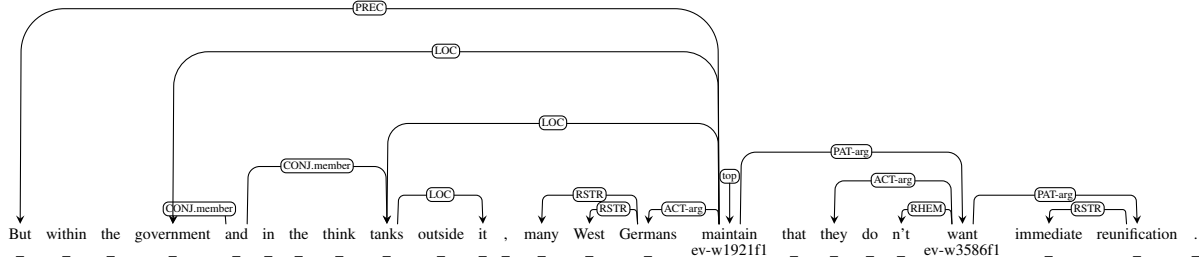 PREC
LOC
LOC
CONJ.member PAT-arg
top ACT-arg
LOC RSTR PAT-arg
CONJ.member RSTR ACT-arg RHEM RSTR
But within the government and in the think tanks outside it , many West Germans maintain that they do n't want immediate reunification .
_ _ _ _ _ _ _ _ _ _ _ _ _ _ _ ev-w1921f1 _ _ _ _ ev-w3586f1 _ _ _